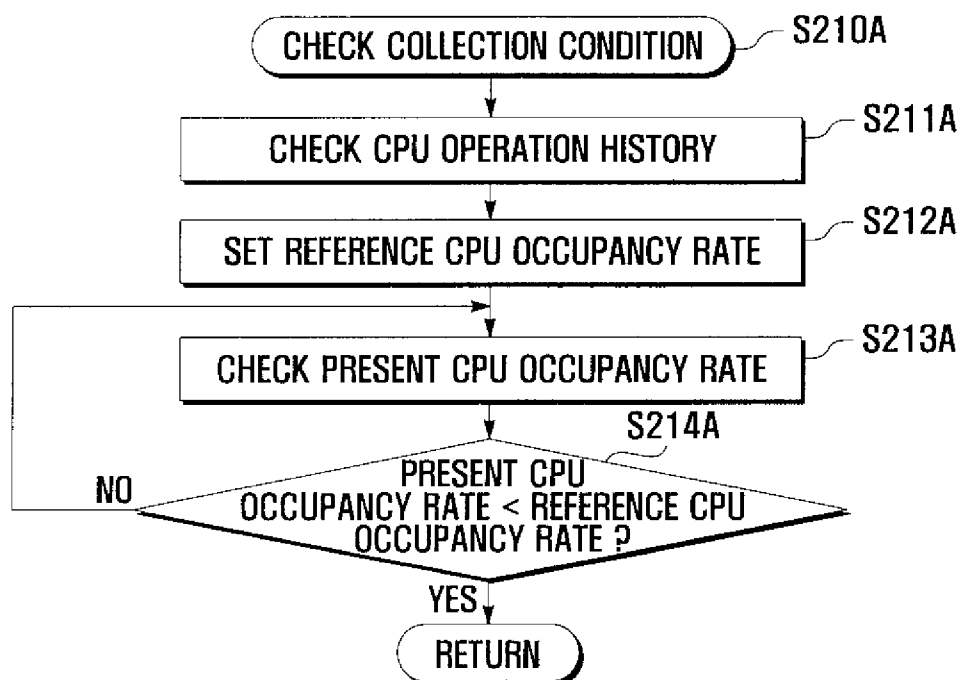 CHECK COLLECTION CONDITION
S210A
CHECK CPU OPERATION HISTORY
S211A
SET REFERENCE CPU OCCUPANCY RATE
S212A
CHECK PRESENT CPU OCCUPANCY RATE
S213A
S214A
PRESENT CPU
OCCUPANCY RATE < REFERENCE CPU
OCCUPANCY RATE ?
NO
YES
RETURN